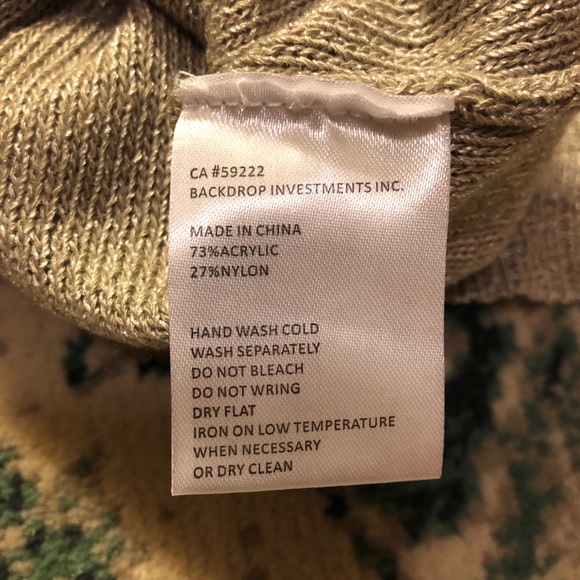 CA #59222
BACKDROP INVESTMENTS INC.
MADE IN CHINA
73%ACRYLIC
27%NYLON
HAND WASH COLD
WASH SEPARATELY
DO NOT BLEACH
DO NOT WRING
DRY FLAT
IRON ON LOW TEMPERATURE
WHEN NECESSARY
OR DRY CLEAN